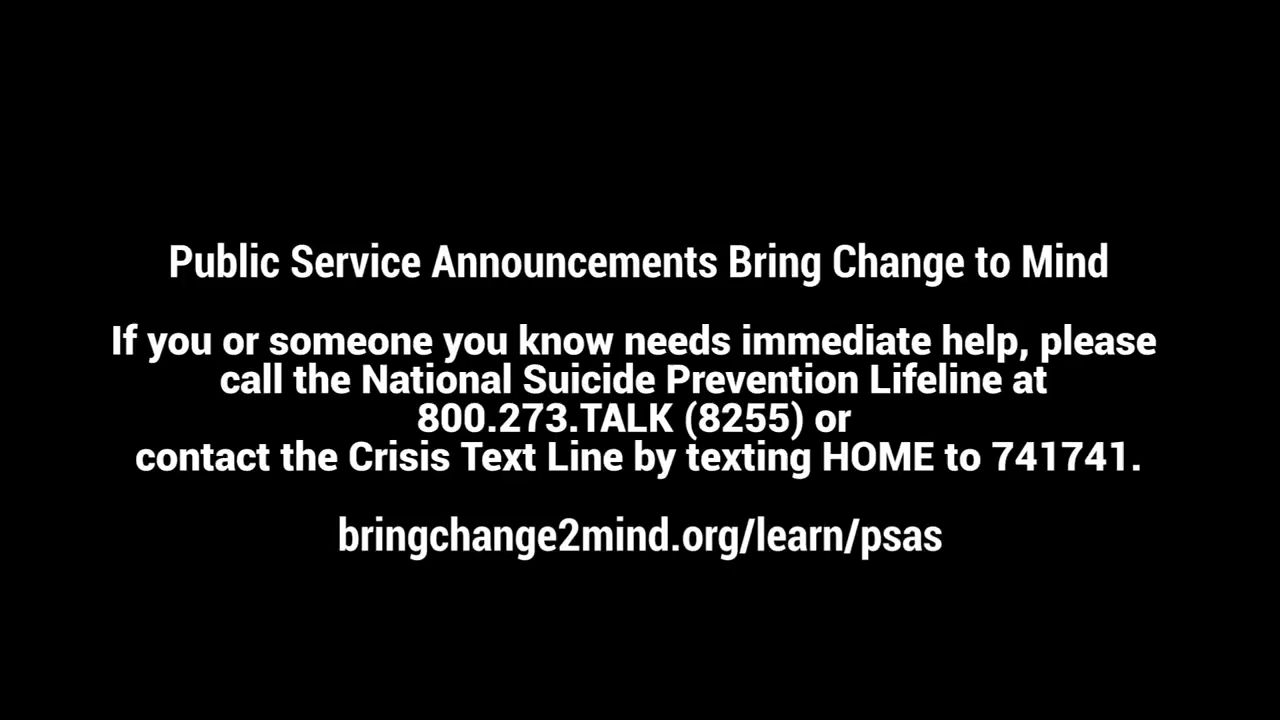 Public Service Announcements Bring Change to Mind
If you or someone you know needs immediate help, please
call the National Suicide Prevention Lifeline at
800.273.TALK (8255) or
contact the Crisis Text Line by texting HOME to 741741.
bringchange2mind.org/learn/psas